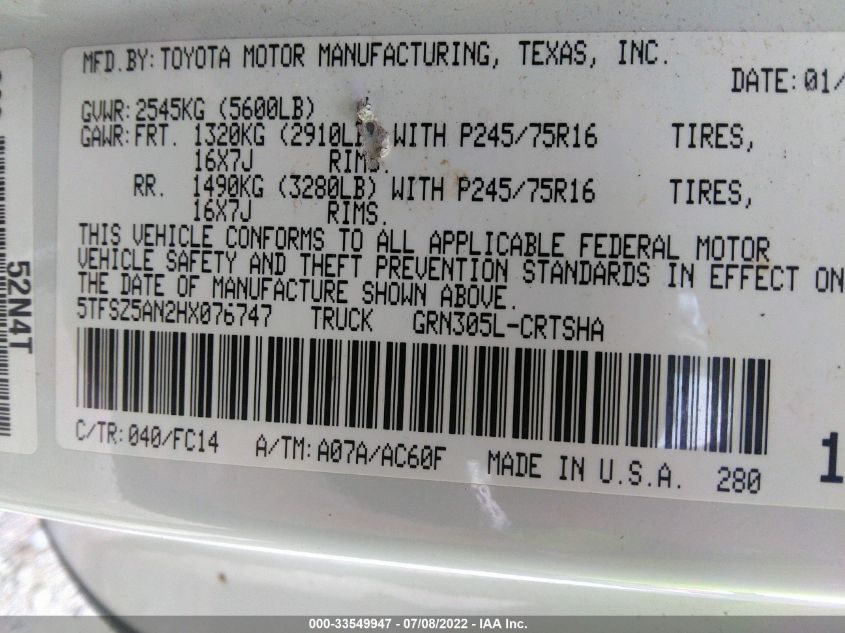 MFD.BY:TOYOTA MOTOR MANUFACTURING, TEXAS, INC.
DATE:01/
GVWR:2545KG (5600LB)
GAWR:FRT. 1320KG (2910LB) WITH P245/75R16 TIRES,
16X7J RIMS.
RR. 1490KG (3280LB) WITH P245/75R16 TIRES,
16X7J RIMS.
THIS VEHICLE CONFORMS TO ALL APPLICABLE FEDERAL MOTOR
VEHICLE SAFETY AND THEFT PREVENTION STANDARDS IN EFFECT ON
THE DATE OF MANUFACTURE SHOWN ABOVE.
5TFSZ5AN2HX076747 TRUCK GRN305L-CRTSHA
C/TR:040/FC14 A/TM:A07A/AC60F MADE IN U.S.A. 280
1
52N4T
000-33549947 - 07/08/2022 - IAA Inc.